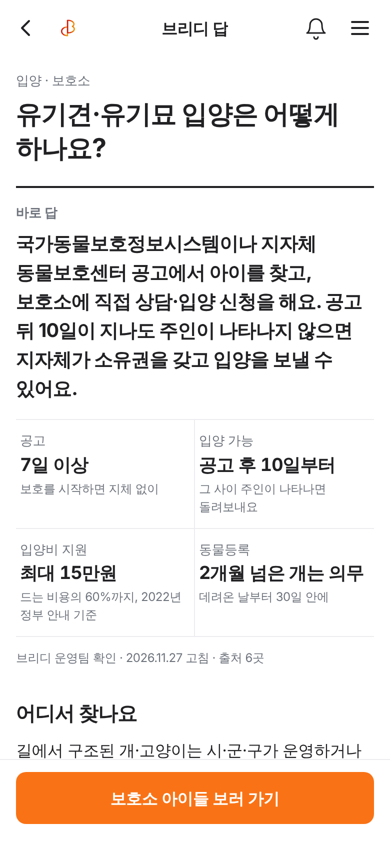 브리디 답
입양 · 보호소
유기견·유기묘 입양은 어떻게
하나요?
바로 답
국가동물보호정보시스템이나 지자체
동물보호센터 공고에서 아이를 찾고,
보호소에 직접 상담·입양 신청을 해요. 공고
뒤 10일이 지나도 주인이 나타나지 않으면
지자체가 소유권을 갖고 입양을 보낼 수
있어요.
공고
7일 이상
보호를 시작하면 지체 없이
입양 가능
공고 후 10일부터
그 사이 주인이 나타나면
돌려보내요
입양비 지원
최대 15만원
드는 비용의 60%까지, 2022년
정부 안내 기준
동물등록
2개월 넘은 개는 의무
데려온 날부터 30일 안에
브리디 운영팀 확인 · 2026.11.27 고침 · 출처 6곳
어디서 찾나요
길에서 구조된 개·고양이는 시·군·구가 운영하거나
보호소 아이들 보러 가기